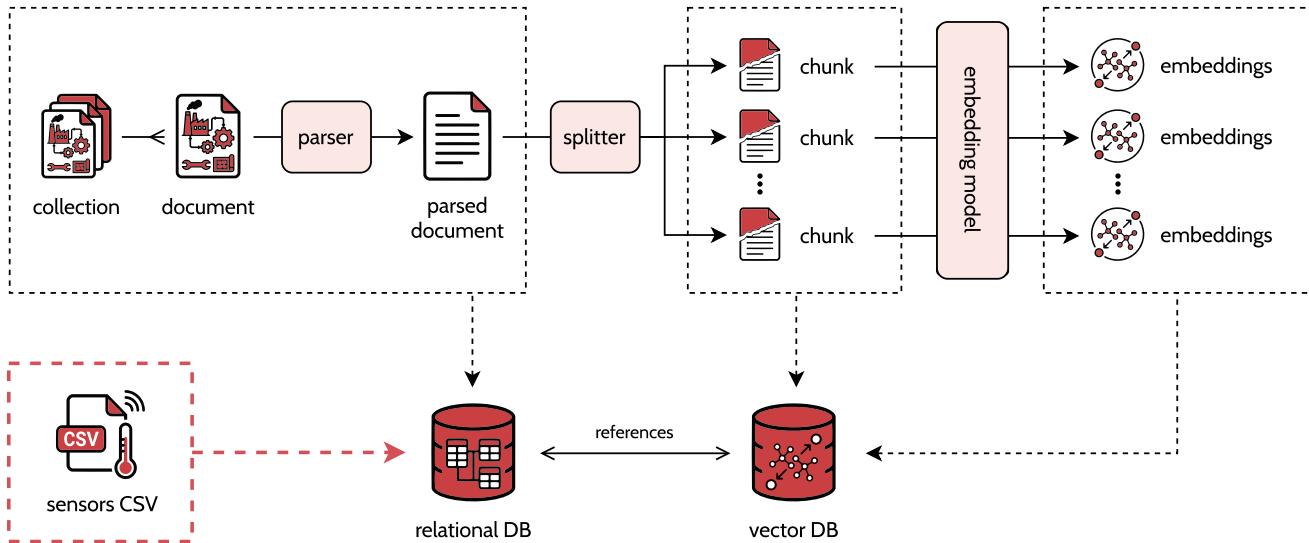 collection
document
parser
parsed
document
splitter
chunk
chunk
chunk
embedding model
embeddings
embeddings
embeddings
CSV
sensors CSV
relational DB
references
vector DB